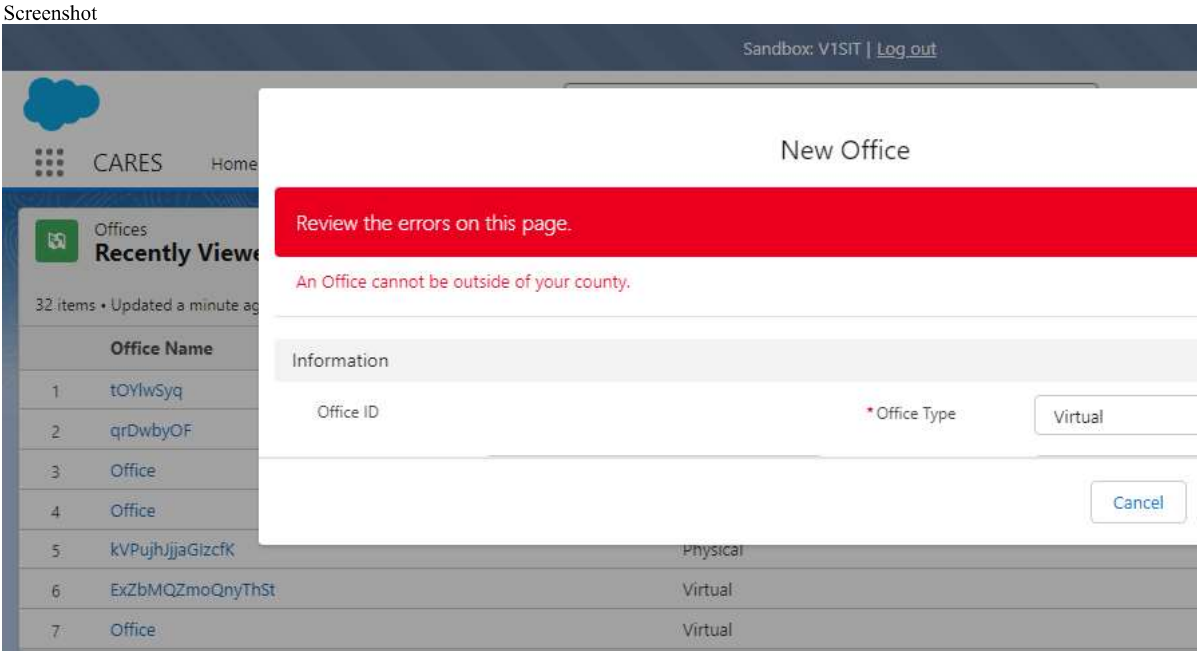 Screenshot
Sandbox: V1SIT | Log out
CARES Home
New Office
Review the errors on this page.
An Office cannot be outside of your county.
Offices
Recently Viewe
32 items • Updated a minute ag
Office Name
Information
Office ID
* Office Type Virtual
Cancel
1 tOYlwSyq
2 qrDwbyOF
3 Office
4 Office
5 kVPujhJjjaGIzcfK Physical
6 ExZbMQZmoQnyThSt Virtual
7 Office Virtual